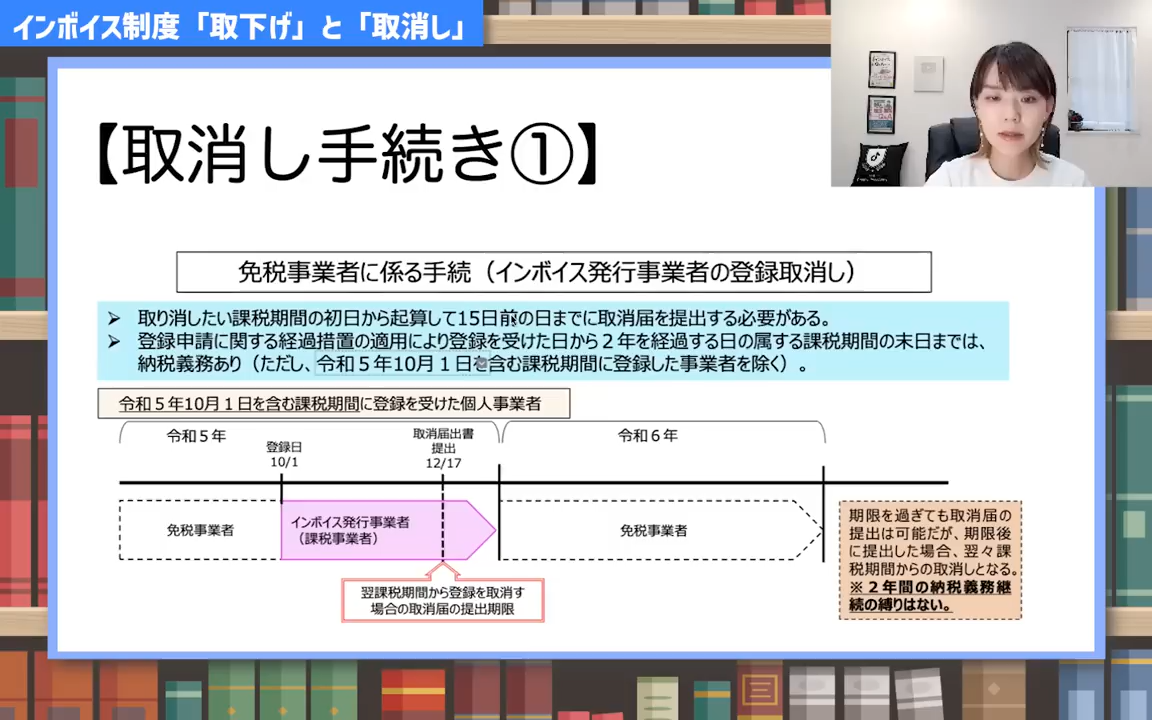 インボイス制度「取下げ」と「取消し」
【取消し手続き①】
免税事業者に係る手続（インボイス発行事業者の登録取消し）
➢ 取り消したい課税期間の初日から起算して15日前の日までに取消届を提出する必要がある。
➢ 登録申請に関する経過措置の適用により登録を受けた日から２年を経過する日の属する課税期間の末日までは、
納税義務あり（ただし、令和５年10月１日を含む課税期間に登録した事業者を除く）。
令和５年10月１日を含む課税期間に登録を受けた個人事業者
令和５年
登録日
10/1
取消届出書
提出
12/17
令和６年
免税事業者
インボイス発行事業者
（課税事業者）
免税事業者
翌課税期間から登録を取消す
場合の取消届の提出期限
期限を過ぎても取消届の
提出は可能だが、期限後
に提出した場合、翌々課
税期間からの取消しとなる。
※２年間の納税義務継
続の縛りはない。